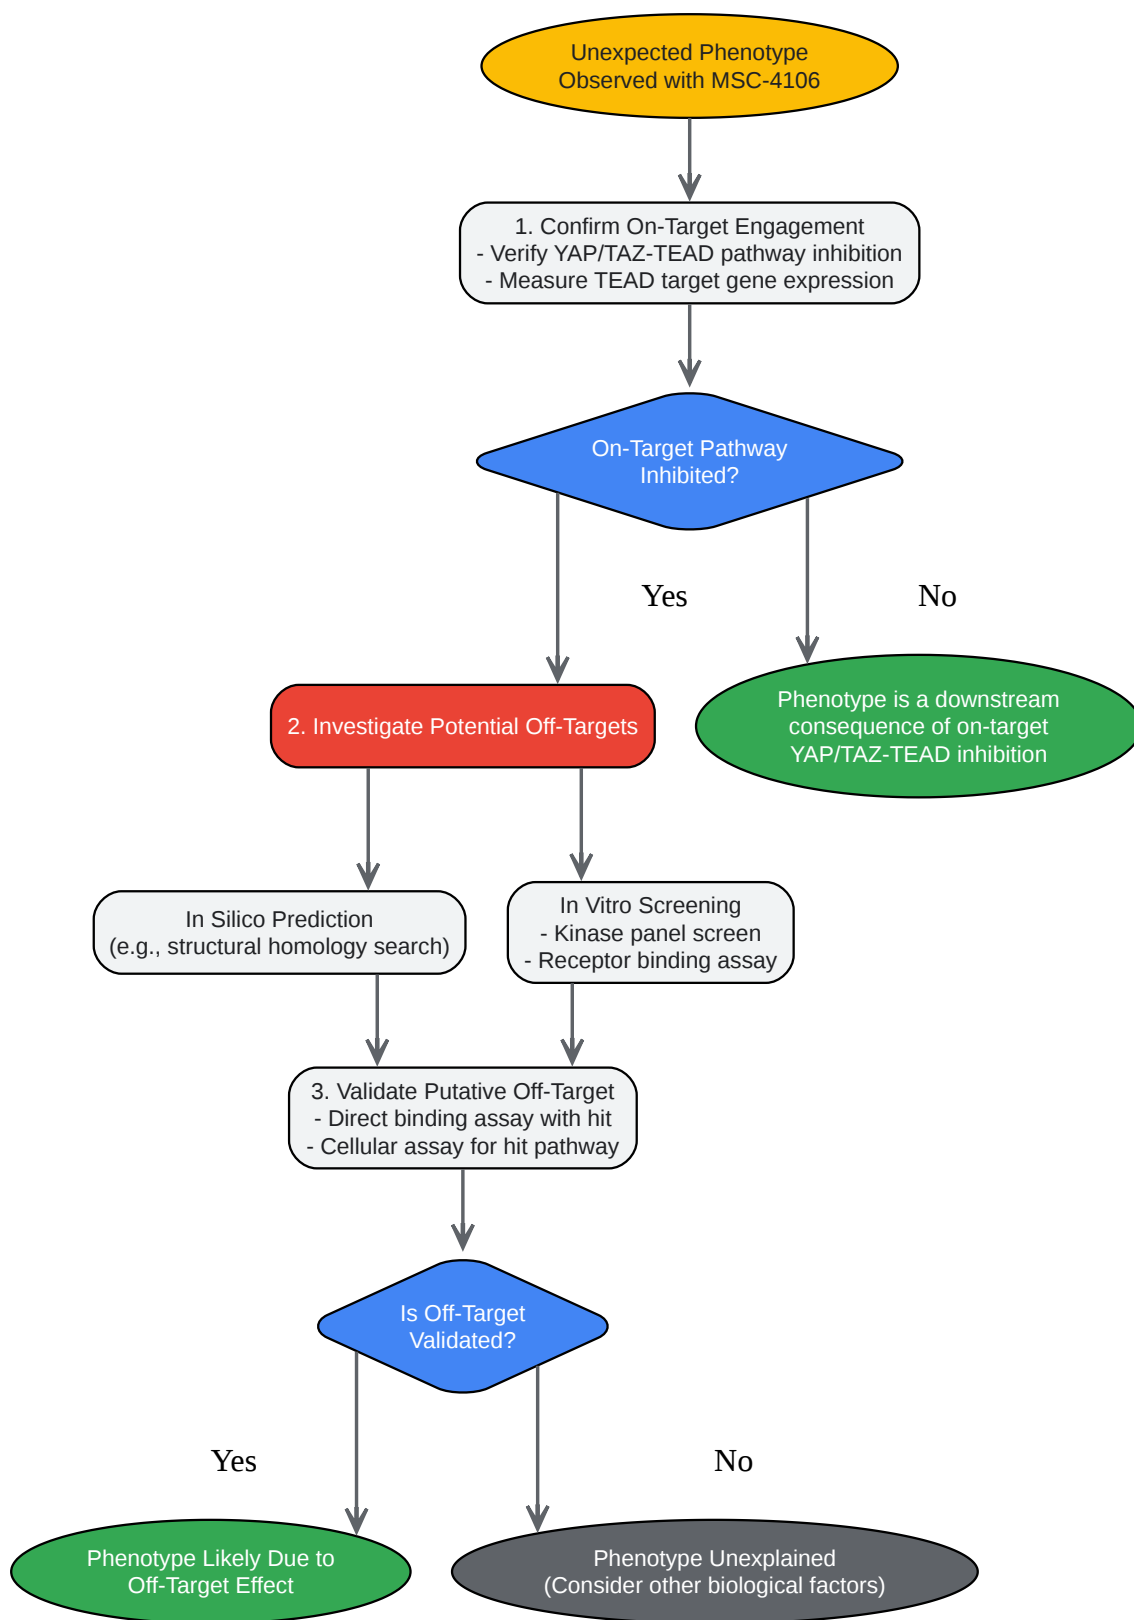 Unexpected Phenotype
Observed with MSC-4106
1. Confirm On-Target Engagement
- Verify YAP/TAZ-TEAD pathway inhibition
- Measure TEAD target gene expression
On-Target Pathway
Inhibited?
Yes
No
2. Investigate Potential Off-Targets
Phenotype is a downstream
consequence of on-target
YAP/TAZ-TEAD inhibition
In Silico Prediction
(e.g., structural homology search)
In Vitro Screening
- Kinase panel screen
- Receptor binding assay
3. Validate Putative Off-Target
- Direct binding assay with hit
- Cellular assay for hit pathway
Is Off-Target
Validated?
Yes
No
Phenotype Likely Due to
Off-Target Effect
Phenotype Unexplained
(Consider other biological factors)